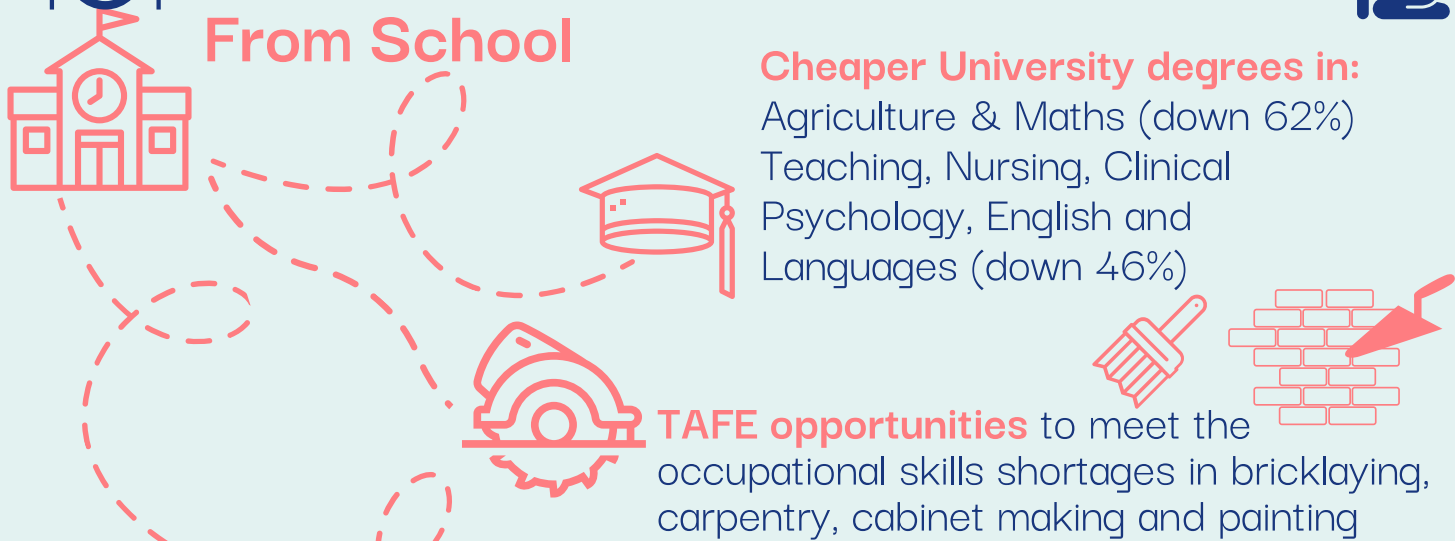 From School
Cheaper University degrees in:
Agriculture & Maths (down 62%)
Teaching, Nursing, Clinical
Psychology, English and
Languages (down 46%)
TAFE opportunities to meet the
occupational skills shortages in bricklaying,
carpentry, cabinet making and painting